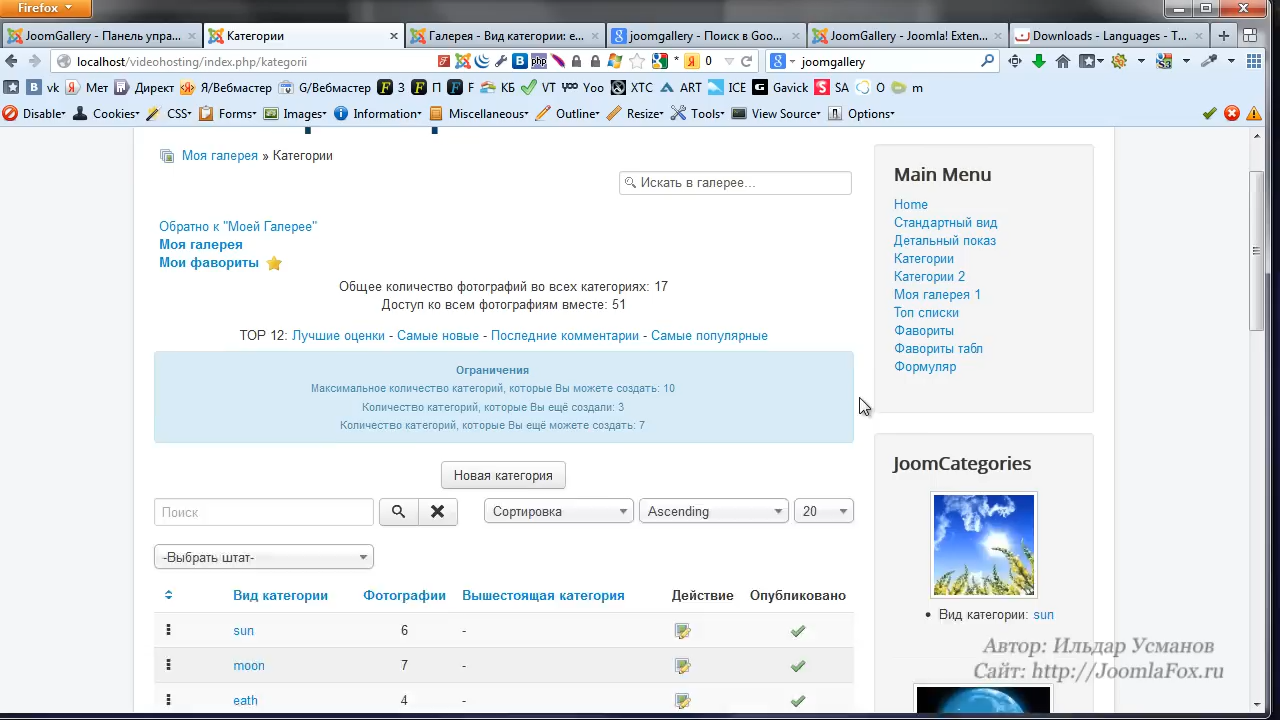 Firefox
JoomGallery - Панель упра...
Категории
Галерея - Вид категории: е...
joomgallery - Поиск в Goo...
JoomGallery - Joomla! Exten...
Downloads - Languages - T...
localhost/videohosting/index.php/kategorii
php
0
joomgallery
vk
Мет
Директ
Я/Вебмастер
G/Вебмастер
З
П
F
КБ
VT
Yoo
XTC
ART
ICE
Gavick
SA
O
m
Disable
Cookies
CSS
Forms
Images
Information
Miscellaneous
Outline
Resize
Tools
View Source
Options
Моя галерея » Категории
Искать в галерее...
Обратно к "Моей Галерее"
Моя галерея
Мои фавориты
Общее количество фотографий во всех категориях: 17
Доступ ко всем фотографиям вместе: 51
TOP 12: Лучшие оценки - Самые новые - Последние комментарии - Самые популярные
Ограничения
Максимальное количество категорий, которые Вы можете создать: 10
Количество категорий, которые Вы ещё создали: 3
Количество категорий, которые Вы ещё можете создать: 7
Новая категория
Поиск
Сортировка
Ascending
20
-Выбрать штат-
Вид категории Фотографии Вышестоящая категория Действие Опубликовано
sun 6 -
moon 7 -
eath 4 -
Main Menu
Home
Стандартный вид
Детальный показ
Категории
Категории 2
Моя галерея 1
Топ списки
Фавориты
Фавориты табл
Формуляр
JoomCategories
Вид категории: sun
Автор: Ильдар Усманов
Сайт: http://JoomlaFox.ru